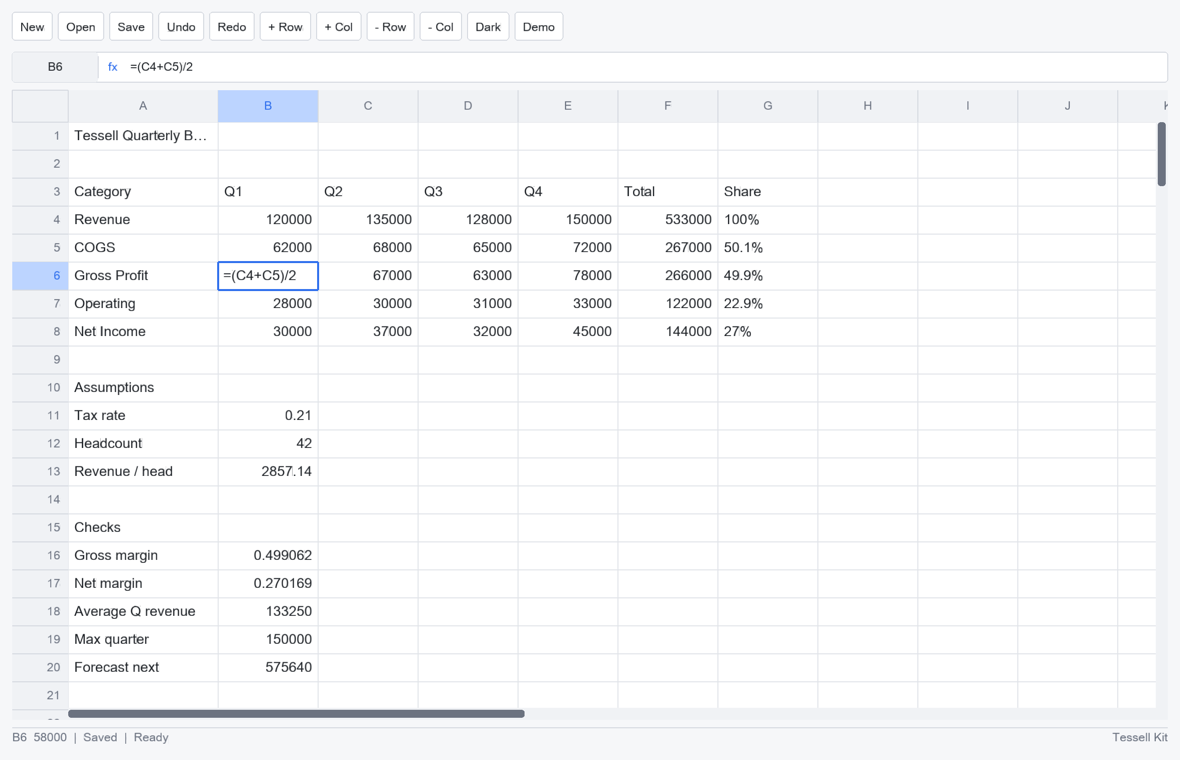 New Open Save Undo Redo + Row + Col - Row - Col Dark Demo
B6 fx =(C4+C5)/2
A B C D E F G H I J K
1 Tessell Quarterly B...
2
3 Category Q1 Q2 Q3 Q4 Total Share
4 Revenue 120000 135000 128000 150000 533000 100%
5 COGS 62000 68000 65000 72000 267000 50.1%
6 Gross Profit =(C4+C5)/2 67000 63000 78000 266000 49.9%
7 Operating 28000 30000 31000 33000 122000 22.9%
8 Net Income 30000 37000 32000 45000 144000 27%
9
10 Assumptions
11 Tax rate 0.21
12 Headcount 42
13 Revenue / head 2857.14
14
15 Checks
16 Gross margin 0.499062
17 Net margin 0.270169
18 Average Q revenue 133250
19 Max quarter 150000
20 Forecast next 575640
21
B6 58000 | Saved | Ready Tessell Kit